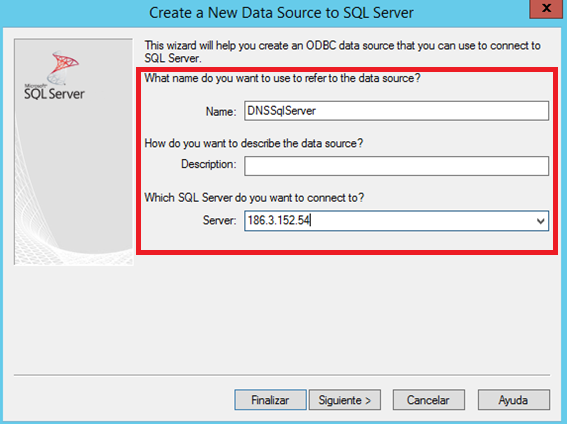 Create a New Data Source to SQL Server
x
This wizard will help you create an ODBC data source that you can use to connect to
SQL Server.
Microsoft
SQL Server
What name do you want to use to refer to the data source?
Name: DNSSqlServer
How do you want to describe the data source?
Description:
Which SQL Server do you want to connect to?
Server: 186.3.152.54
Finalizar Siguiente > Cancelar Ayuda